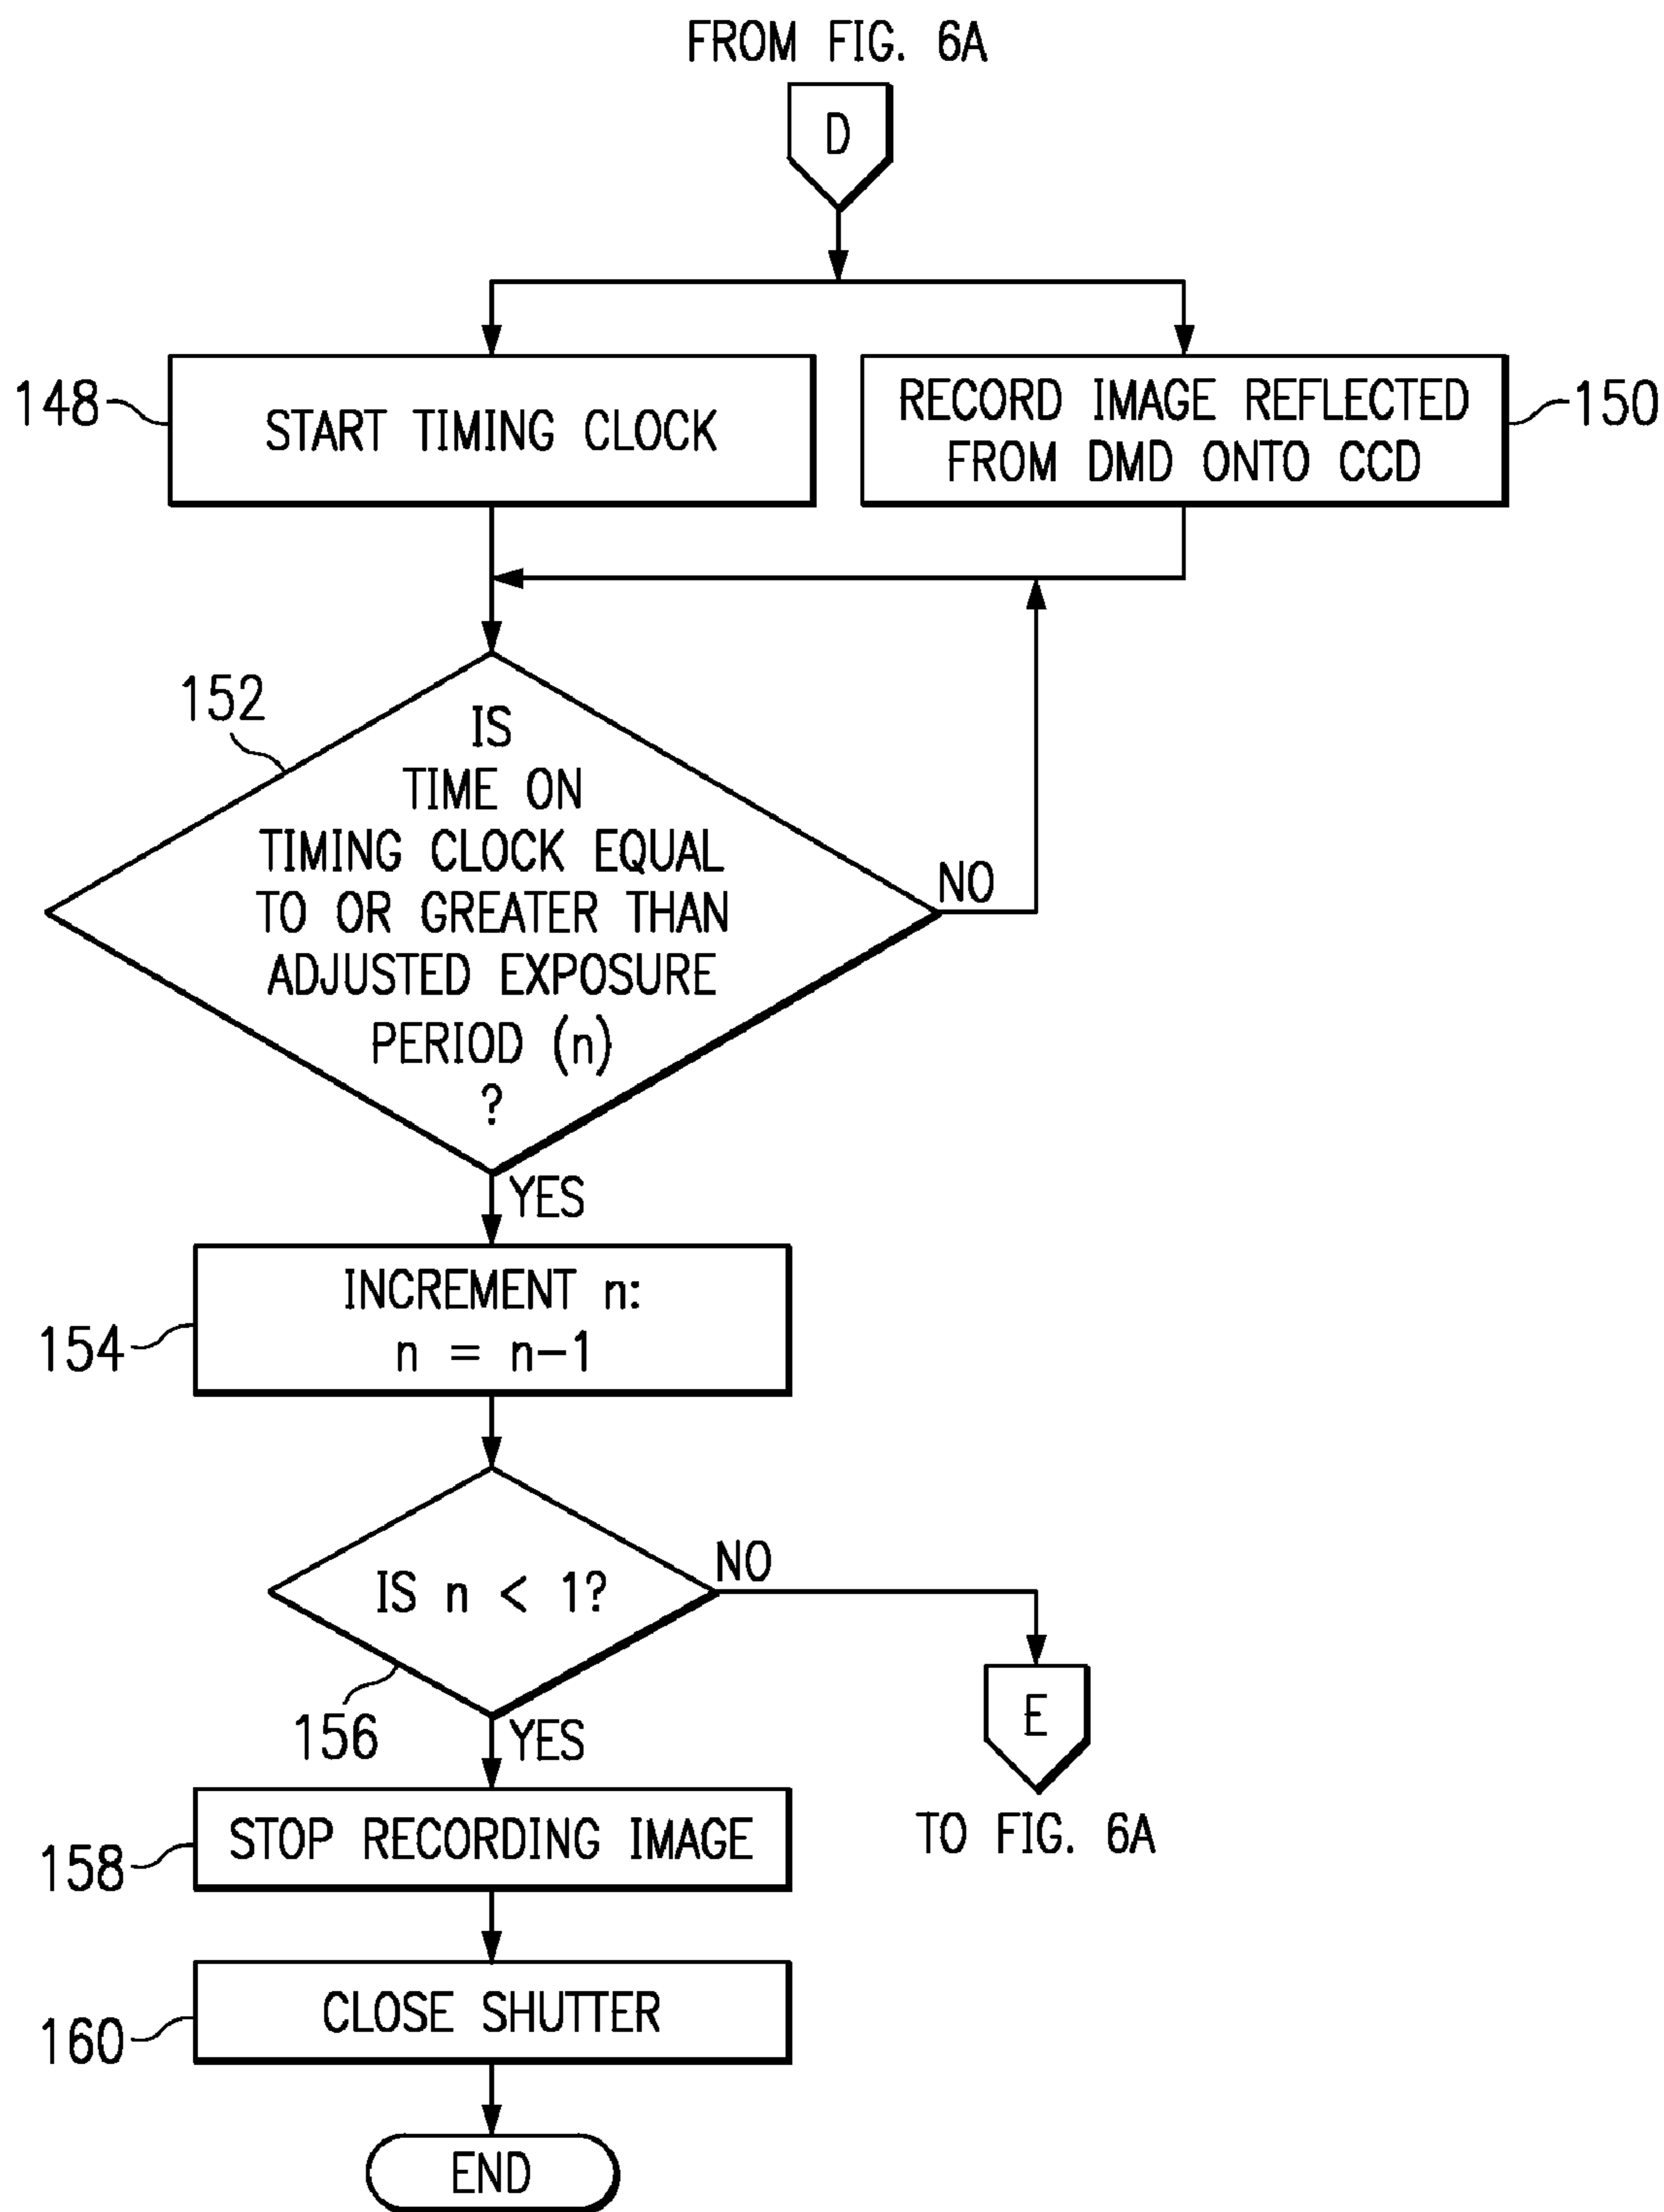 FROM FIG. 6A
D
148
START TIMING CLOCK
RECORD IMAGE REFLECTED
FROM DMD ONTO CCD
150
152
IS
TIME ON
TIMING CLOCK EQUAL
TO OR GREATER THAN
ADJUSTED EXPOSURE
PERIOD (n)
?
NO
YES
154
INCREMENT n:
n = n-1
IS n < 1?
NO
156
YES
E
TO FIG. 6A
158
STOP RECORDING IMAGE
160
CLOSE SHUTTER
END